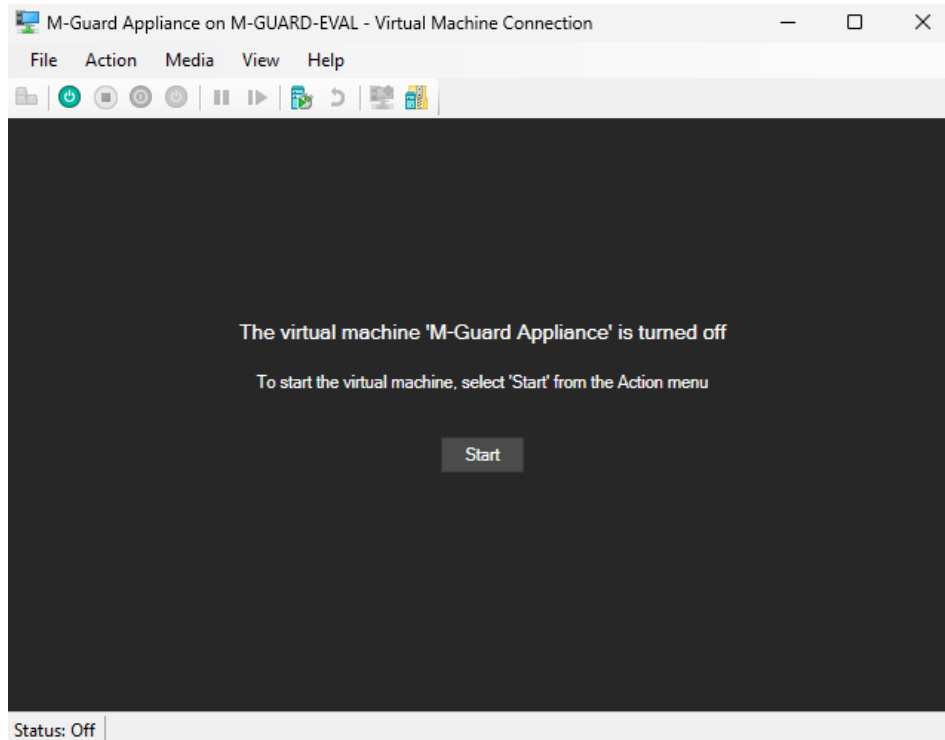 M-Guard Appliance on M-GUARD-EVAL - Virtual Machine Connection
File Action Media View Help
The virtual machine 'M-Guard Appliance' is turned off
To start the virtual machine, select 'Start' from the Action menu
Start
Status: Off